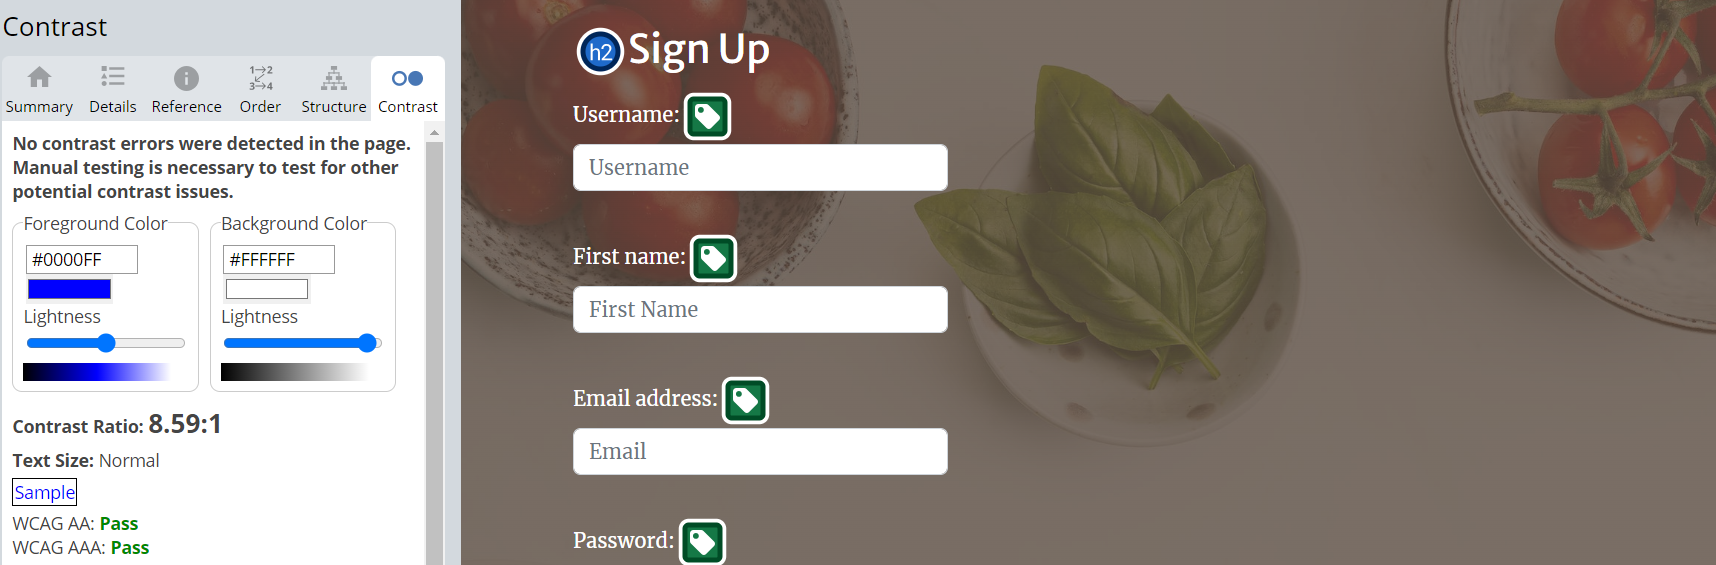 Contrast
Summary Details Reference Order Structure Contrast
No contrast errors were detected in the page.
Manual testing is necessary to test for other
potential contrast issues.
Foreground Color Background Color
#0000FF #FFFFFF
Lightness Lightness
Contrast Ratio: 8.59:1
Text Size: Normal
Sample
WCAG AA: Pass
WCAG AAA: Pass
h2 Sign Up
Username:
Username
First name:
First Name
Email address:
Email
Password: